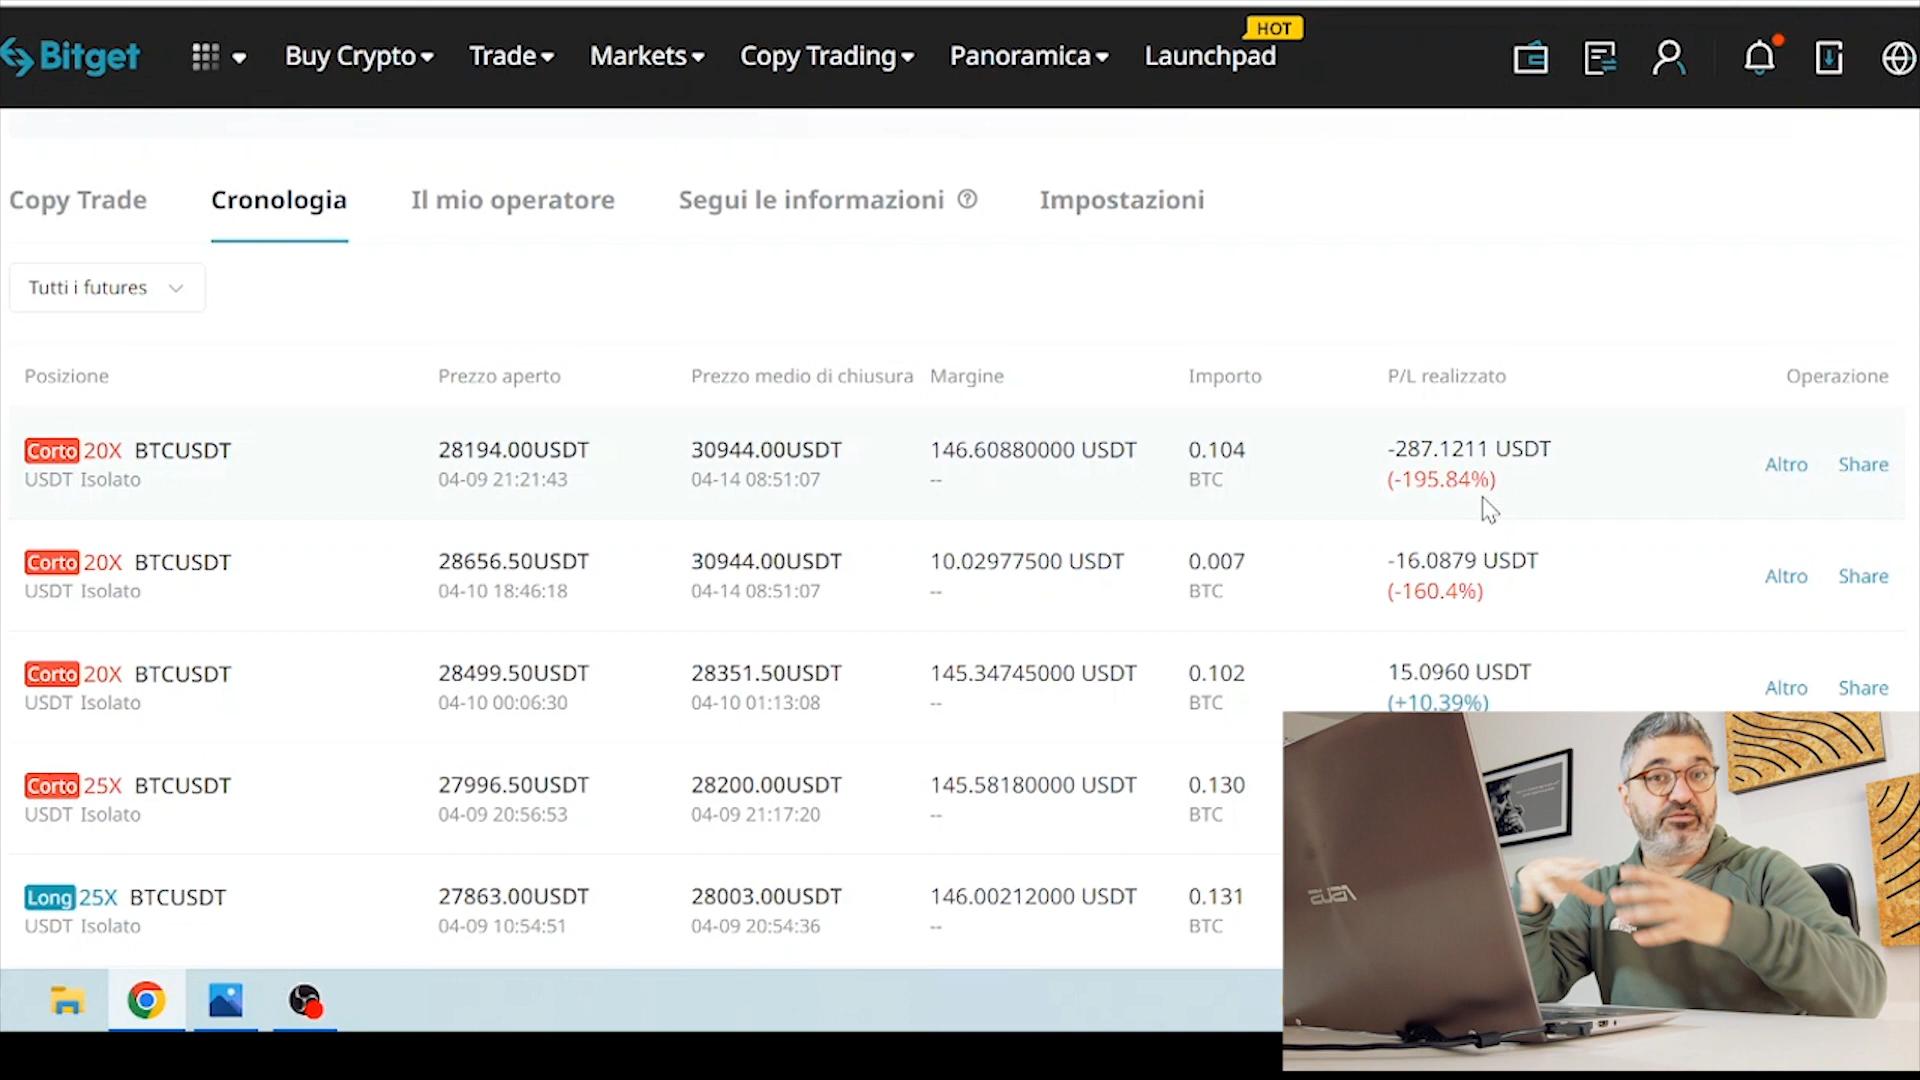 Bitget
Buy Crypto
Trade
Markets
Copy Trading
Panoramica
HOT
Launchpad
Copy Trade
Cronologia
Il mio operatore
Segui le informazioni
Impostazioni
Tutti i futures
Posizione Prezzo aperto Prezzo medio di chiusura Margine Importo P/L realizzato Operazione
Corto 20X BTCUSDT 28194.00USDT 30944.00USDT 146.60880000 USDT 0.104 -287.1211 USDT Altro Share
USDT Isolato 04-09 21:21:43 04-14 08:51:07 -- BTC (-195.84%)
Corto 20X BTCUSDT 28656.50USDT 30944.00USDT 10.02977500 USDT 0.007 -16.0879 USDT Altro Share
USDT Isolato 04-10 18:46:18 04-14 08:51:07 -- BTC (-160.4%)
Corto 20X BTCUSDT 28499.50USDT 28351.50USDT 145.34745000 USDT 0.102 15.0960 USDT Altro Share
USDT Isolato 04-10 00:06:30 04-10 01:13:08 -- BTC (+10.39%)
Corto 25X BTCUSDT 27996.50USDT 28200.00USDT 145.58180000 USDT 0.130
USDT Isolato 04-09 20:56:53 04-09 21:17:20 -- BTC
Long 25X BTCUSDT 27863.00USDT 28003.00USDT 146.00212000 USDT 0.131
USDT Isolato 04-09 10:54:51 04-09 20:54:36 -- BTC
ASUS